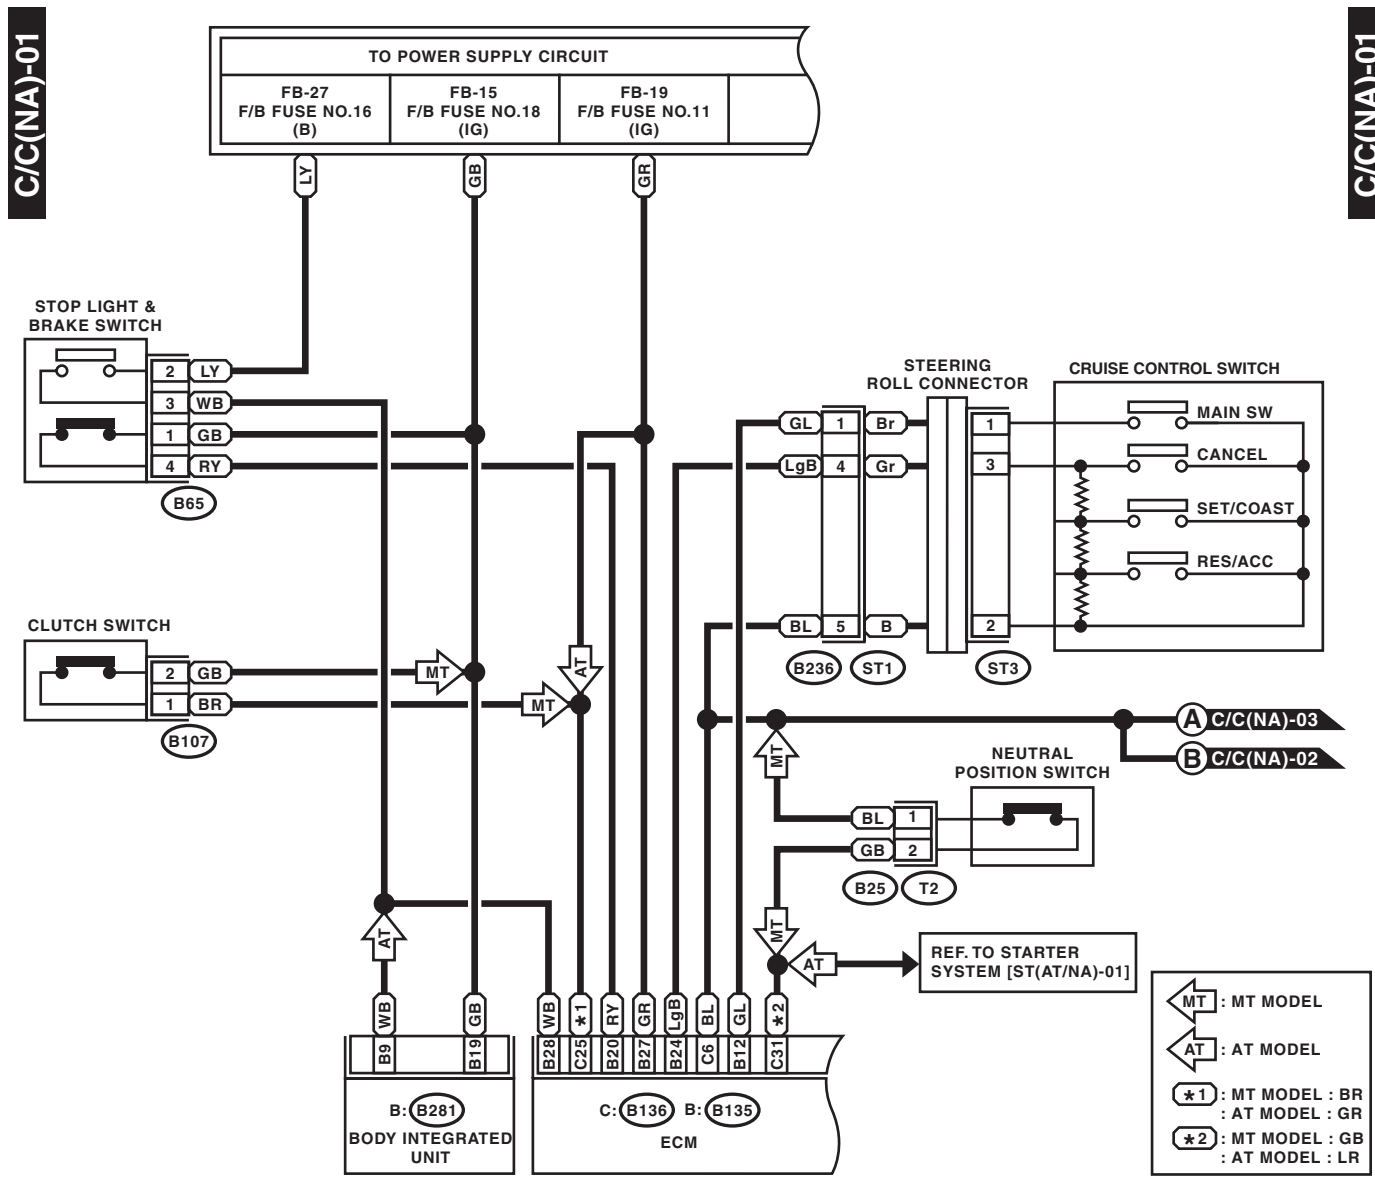 C/C(NA)-01
C/C(NA)-01
TO POWER SUPPLY CIRCUIT
FB-27
F/B FUSE NO.16
(B)
FB-15
F/B FUSE NO.18
(IG)
FB-19
F/B FUSE NO.11
(IG)
LY
GB
GR
STOP LIGHT &
BRAKE SWITCH
2 LY
3 WB
1 GB
4 RY
B65
STEERING
ROLL CONNECTOR
CRUISE CONTROL SWITCH
GL 1 Br
1
MAIN SW
LgB 4 Gr
3
CANCEL
SET/COAST
RES/ACC
BL 5 B
2
B236
ST1
ST3
CLUTCH SWITCH
2 GB
1 BR
B107
MT
MT
AT
A C/C(NA)-03
B C/C(NA)-02
MT
NEUTRAL
POSITION SWITCH
BL 1
GB 2
B25
T2
AT
MT
AT
REF. TO STARTER
SYSTEM [ST(AT/NA)-01]
WB
GB
WB
*1
RY
GR
LgB
BL
GL
*2
B9
B19
B28
C25
B20
B27
B24
C6
B12
C31
B: B281
BODY INTEGRATED
UNIT
C: B136 B: B135
ECM
MT : MT MODEL
AT : AT MODEL
*1 : MT MODEL : BR
: AT MODEL : GR
*2 : MT MODEL : GB
: AT MODEL : LR